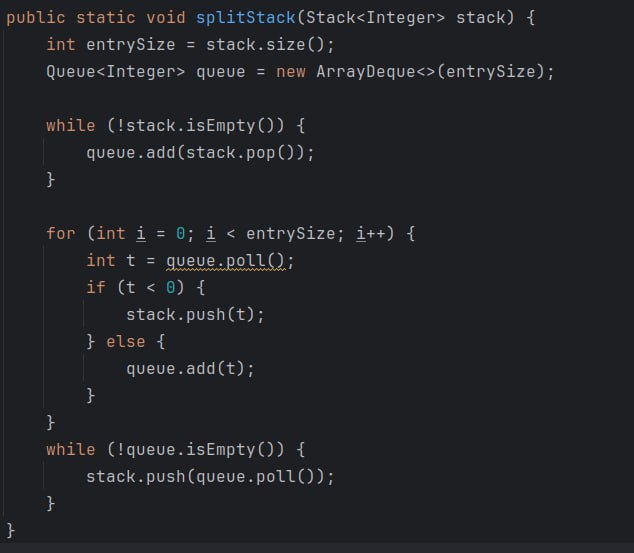 public static void splitStack(Stack<Integer> stack) {
    int entrySize = stack.size();
    Queue<Integer> queue = new ArrayDeque<>(entrySize);

    while (!stack.isEmpty()) {
        queue.add(stack.pop());
    }

    for (int i = 0; i < entrySize; i++) {
        int t = queue.poll();
        if (t < 0) {
            stack.push(t);
        } else {
            queue.add(t);
        }
    }
    while (!queue.isEmpty()) {
        stack.push(queue.poll());
    }
}